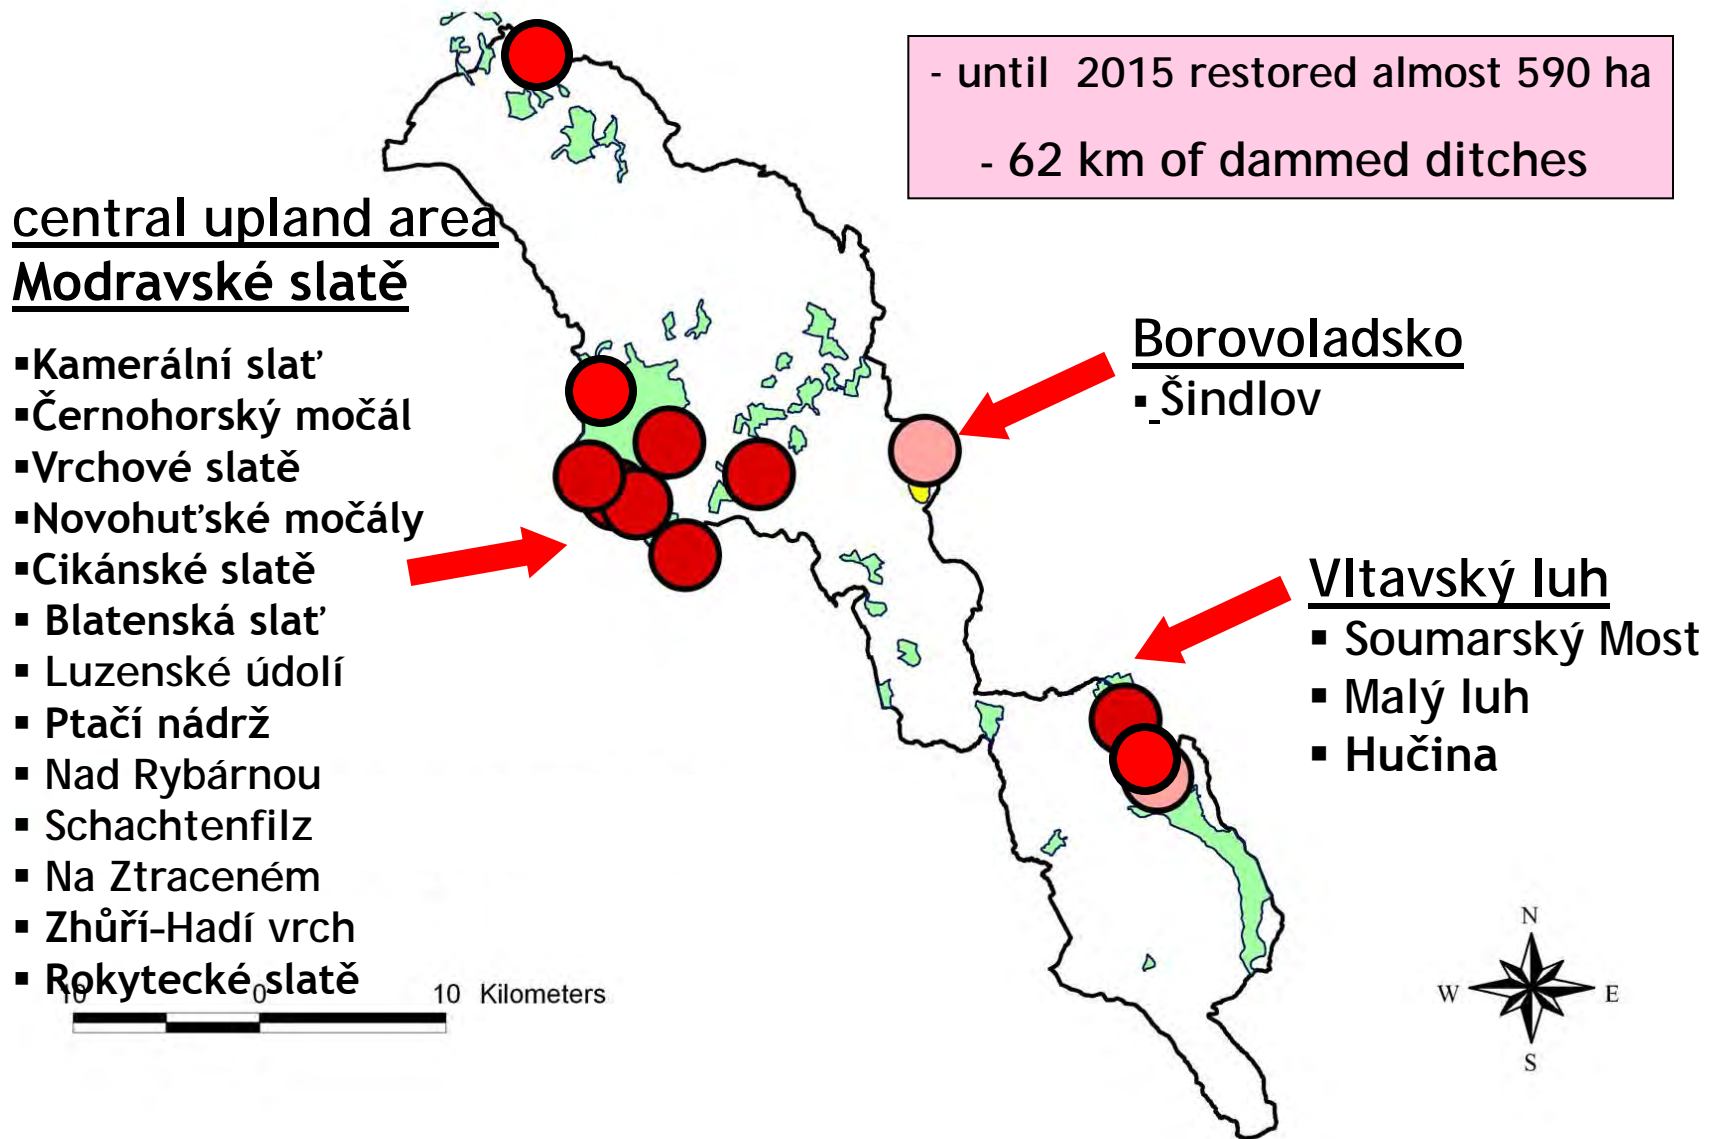 - until 2015 restored almost 590 ha
- 62 km of dammed ditches
central upland area
Modravské slatě
▪Kamerální slať
▪Černohorský močál
▪Vrchové slatě
▪Novohuťské močály
▪Cikánské slatě
▪ Blatenská slať
▪ Luzenské údolí
▪ Ptačí nádrž
▪ Nad Rybárnou
▪ Schachtenfilz
▪ Na Ztraceném
▪ Zhůří-Hadí vrch
▪ Rokytecké slatě
Borovoladsko
▪ Šindlov
Vltavský luh
▪ Soumarský Most
▪ Malý luh
▪ Hučina
10 0 10 Kilometers
N
W E
S